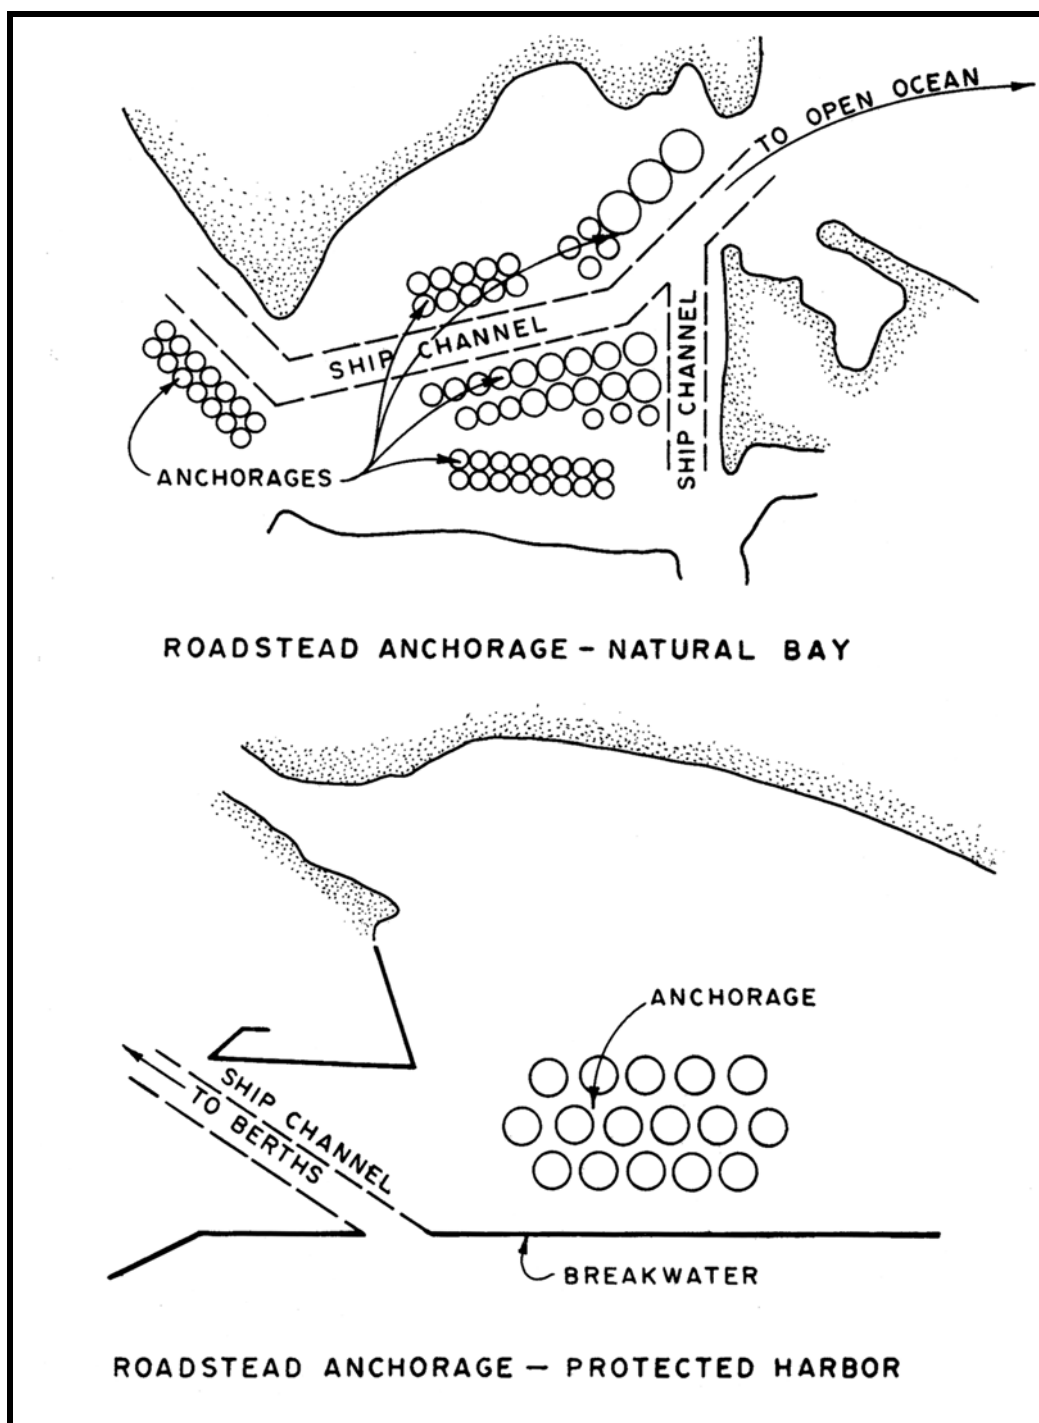 TO OPEN OCEAN
SHIP CHANNEL
SHIP CHANNEL
ANCHORAGES
ROADSTEAD ANCHORAGE - NATURAL BAY
ANCHORAGE
SHIP CHANNEL
TO BERTHS
BREAKWATER
ROADSTEAD ANCHORAGE - PROTECTED HARBOR